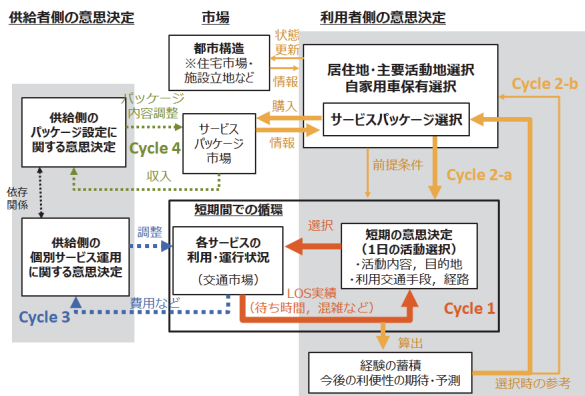 供給者側の意思決定
市場
利用者側の意思決定
都市構造
※住宅市場・
施設立地など
状態
更新
情報
居住地・主要活動地選択
自家用車保有選択
サービスパッケージ選択
Cycle 2-b
パッケージ
内容調整
供給側の
パッケージ設定に
関する意思決定
Cycle 4
サービス
パッケージ
市場
購入
情報
収入
前提条件
Cycle 2-a
依存
関係
短期間での循環
供給側の
個別サービス運用
に関する意思決定
調整
各サービスの
利用・運行状況
(交通市場)
選択
短期の意思決定
(1日の活動選択)
・活動内容，目的地
・利用交通手段，経路
費用など
Cycle 3
LOS実績
(待ち時間，混雑など)
Cycle 1
算出
経験の蓄積
今後の利便性の期待・予測
選択時の参考